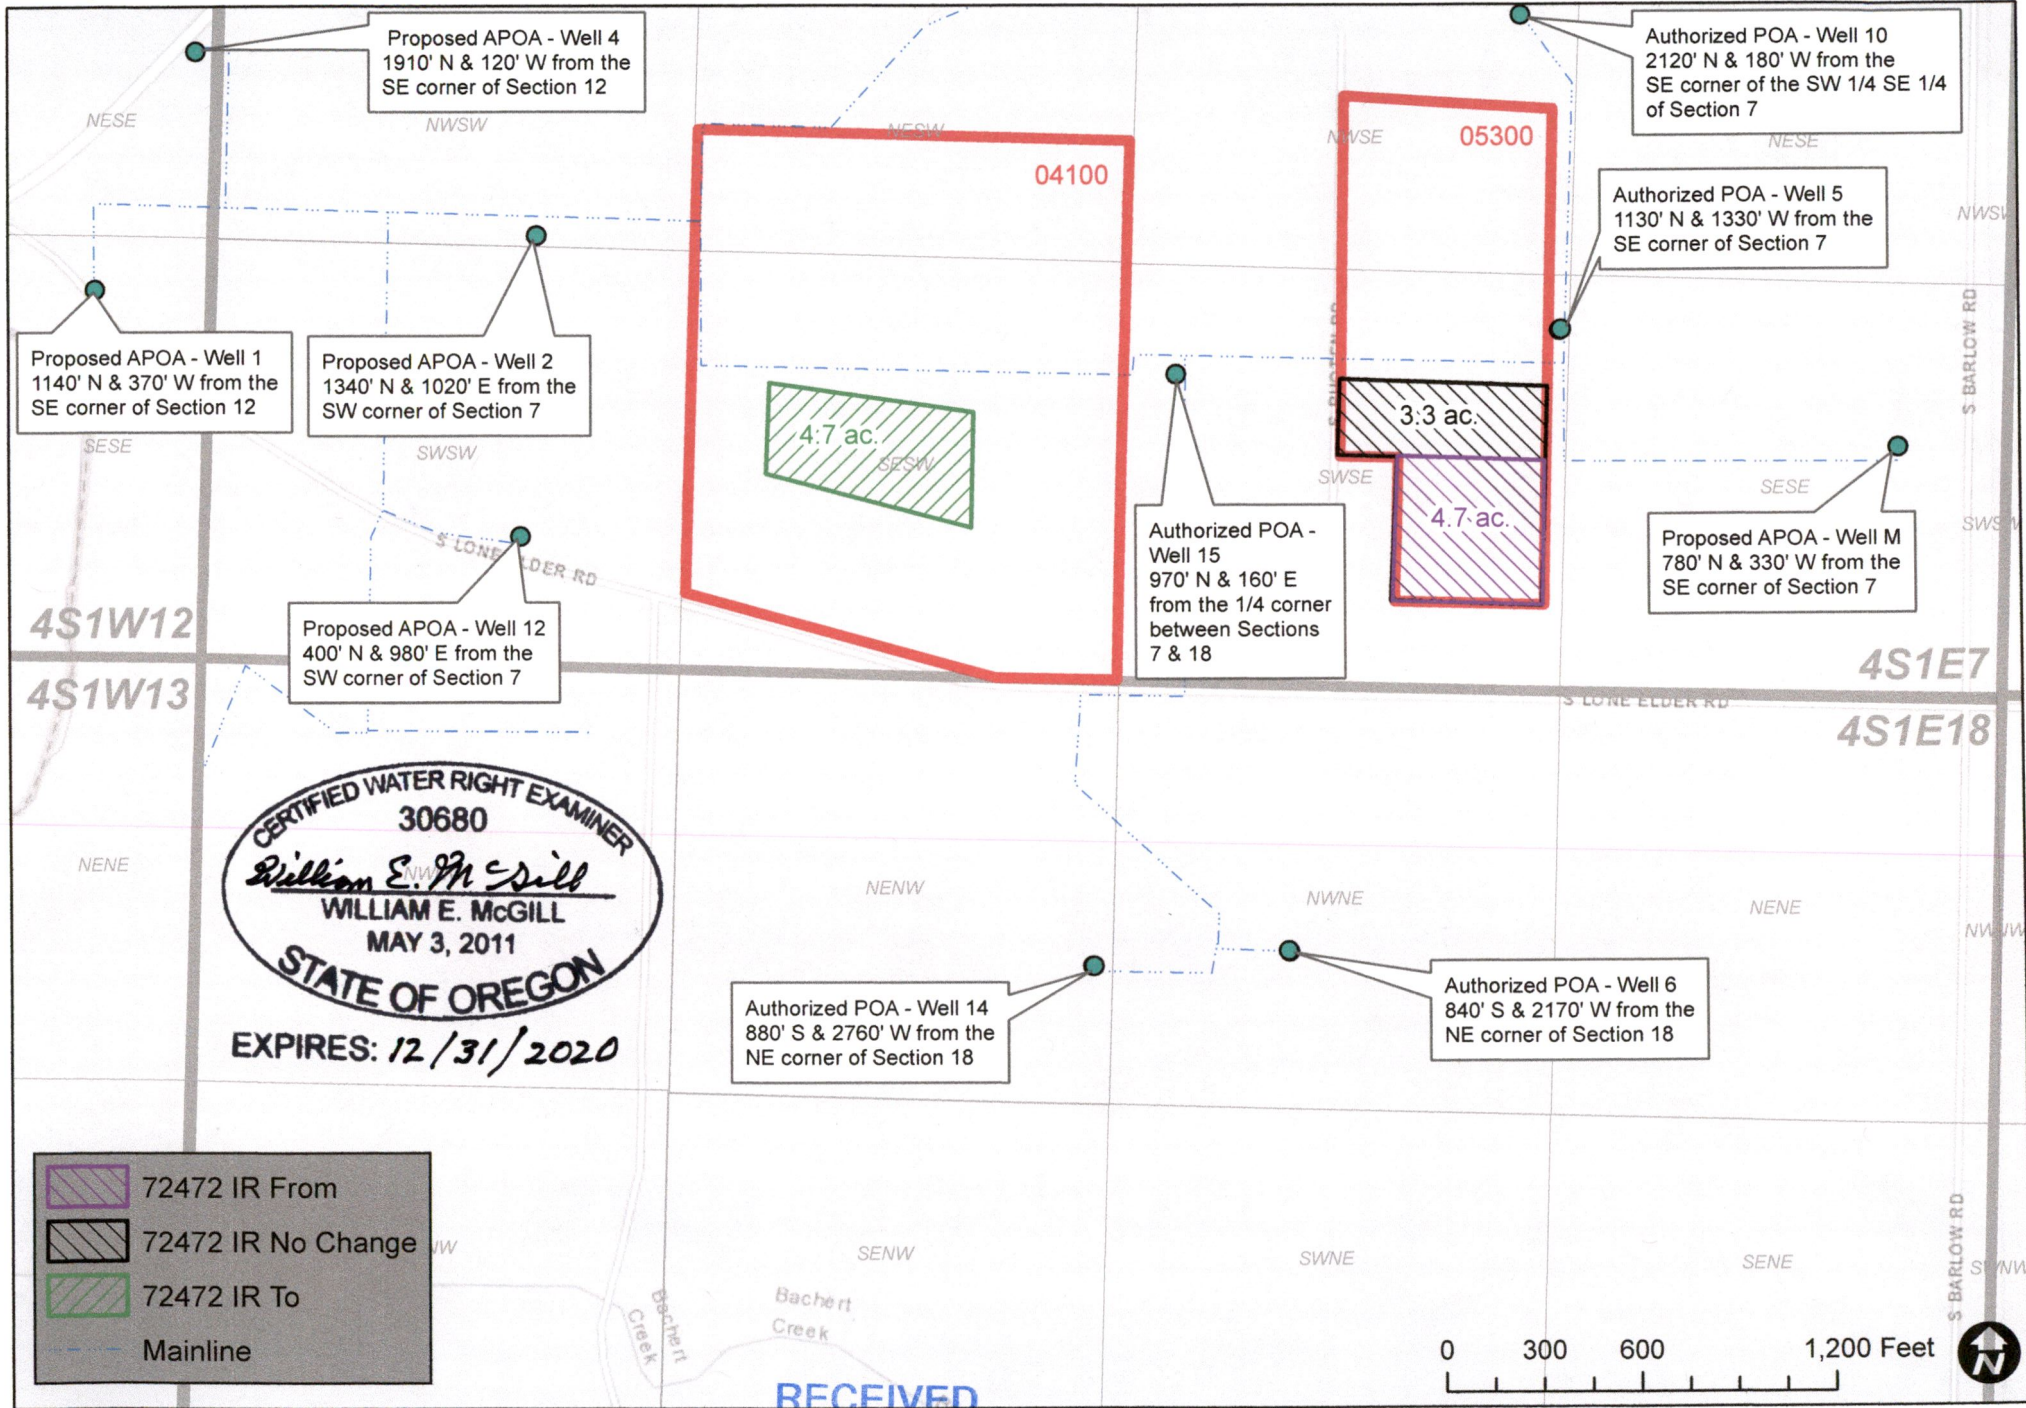 Proposed APOA - Well 4
1910' N & 120' W from the
SE corner of Section 12
Authorized POA - Well 10
2120' N & 180' W from the
SE corner of the SW 1/4 SE 1/4
of Section 7
NESE
NWSW
NESW
NWSE
05300
NESE
04100
Authorized POA - Well 5
1130' N & 1330' W from the
SE corner of Section 7
NWSW
S BARLOW RD
Proposed APOA - Well 1
1140' N & 370' W from the
SE corner of Section 12
Proposed APOA - Well 2
1340' N & 1020' E from the
SW corner of Section 7
3.3 ac.
4.7 ac.
SESE
SWSW
SESW
SWSE
SESE
4.7 ac.
SWSW
S LONE ELDER RD
Authorized POA -
Well 15
970' N & 160' E
from the 1/4 corner
between Sections
7 & 18
Proposed APOA - Well M
780' N & 330' W from the
SE corner of Section 7
4S1W12
Proposed APOA - Well 12
400' N & 980' E from the
SW corner of Section 7
4S1E7
4S1W13
S LONE ELDER RD
4S1E18
CERTIFIED WATER RIGHT EXAMINER
30680
William E. McGill
WILLIAM E. McGILL
MAY 3, 2011
STATE OF OREGON
EXPIRES: 12/31/2020
NENE
NENW
NWNE
NENE
NWNW
Authorized POA - Well 14
880' S & 2760' W from the
NE corner of Section 18
Authorized POA - Well 6
840' S & 2170' W from the
NE corner of Section 18
72472 IR From
72472 IR No Change
72472 IR To
Mainline
SENW
SWNE
SENE
SWNW
S BARLOW RD
Bachert
Creek
Bachert
Creek
0 300 600 1,200 Feet
N
RECEIVED